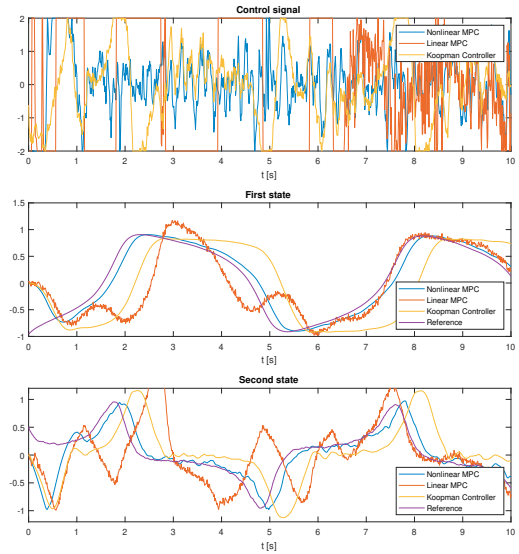 Control signal
2
1
0
-1
-2
Nonlinear MPC
Linear MPC
Koopman Controller
0 1 2 3 4 5 6 7 8 9 10
t [s]
First state
1.5
1
0.5
0
-0.5
-1
Nonlinear MPC
Linear MPC
Koopman Controller
Reference
0 1 2 3 4 5 6 7 8 9 10
t [s]
Second state
1
0.5
0
-0.5
-1
Nonlinear MPC
Linear MPC
Koopman Controller
Reference
0 1 2 3 4 5 6 7 8 9 10
t [s]